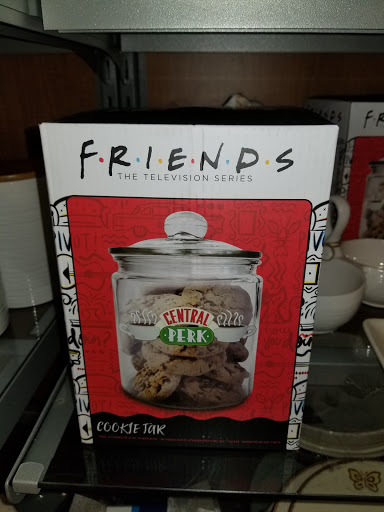 F·R·I·E·N·D·S
THE TELEVISION SERIES
CENTRAL
PERK
COOKIE JAR